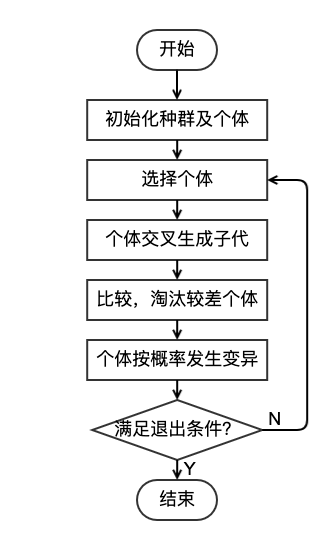 开始
初始化种群及个体
选择个体
个体交叉生成子代
比较，淘汰较差个体
个体按概率发生变异
满足退出条件?
N
Y
结束